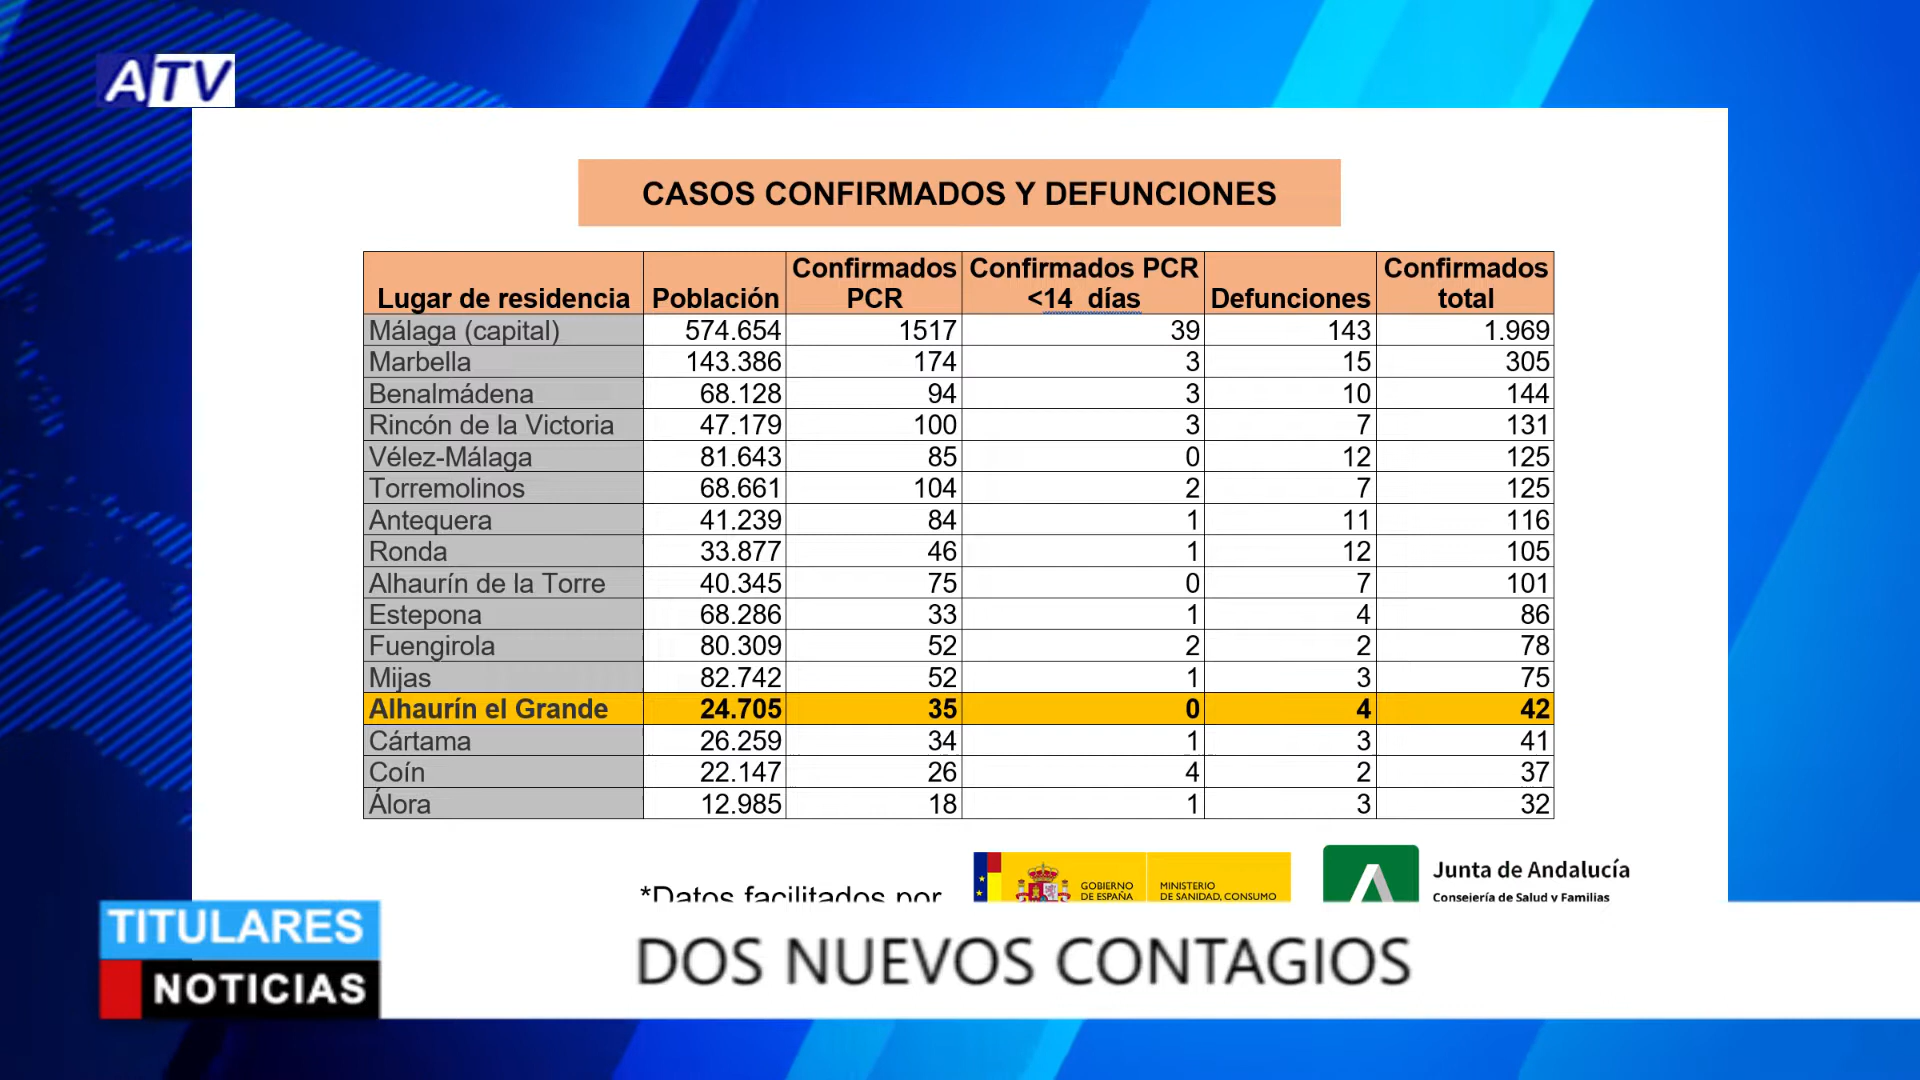 ATV
CASOS CONFIRMADOS Y DEFUNCIONES
Lugar de residencia Población Confirmados PCR Confirmados PCR <14 días Defunciones Confirmados total
Málaga (capital) 574.654 1517 39 143 1.969
Marbella 143.386 174 3 15 305
Benalmádena 68.128 94 3 10 144
Rincón de la Victoria 47.179 100 3 7 131
Vélez-Málaga 81.643 85 0 12 125
Torremolinos 68.661 104 2 7 125
Antequera 41.239 84 1 11 116
Ronda 33.877 46 1 12 105
Alhaurín de la Torre 40.345 75 0 7 101
Estepona 68.286 33 1 4 86
Fuengirola 80.309 52 2 2 78
Mijas 82.742 52 1 3 75
Alhaurín el Grande 24.705 35 0 4 42
Cártama 26.259 34 1 3 41
Coín 22.147 26 4 2 37
Álora 12.985 18 1 3 32
*Datos facilitados por
GOBIERNO
DE ESPAÑA
MINISTERIO
DE SANIDAD, CONSUMO
Junta de Andalucía
Consejería de Salud y Familias
TITULARES
NOTICIAS
DOS NUEVOS CONTAGIOS